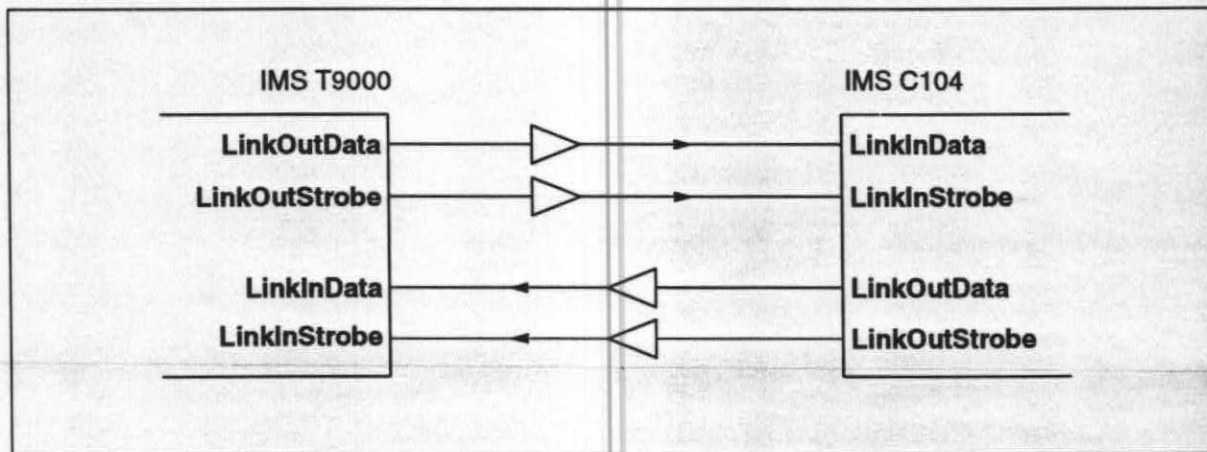 IMS T9000
IMS C104
LinkOutData
LinkInData
LinkOutStrobe
LinkInStrobe
LinkInData
LinkOutData
LinkInStrobe
LinkOutStrobe